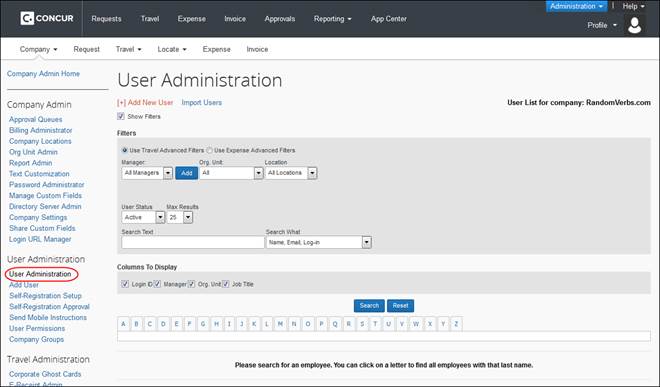 Administration | Help
CONCUR Requests Travel Expense Invoice Approvals Reporting App Center
Profile
Company Request Travel Locate Expense Invoice
Company Admin Home
Company Admin
Approval Queues
Billing Administrator
Company Locations
Org Unit Admin
Report Admin
Text Customization
Password Administrator
Manage Custom Fields
Directory Server Admin
Company Settings
Share Custom Fields
Login URL Manager
User Administration
User Administration
Add User
Self-Registration Setup
Self-Registration Approval
Send Mobile Instructions
User Permissions
Company Groups
Travel Administration
Corporate Ghost Cards
E-Receipt Admin
User Administration
[+] Add New User Import Users User List for company: RandomVerbs.com
Show Filters
Filters
Use Travel Advanced Filters Use Expense Advanced Filters
Manager: Org. Unit: Location
All Managers Add All All Locations
User Status Max Results
Active 25
Search Text Search What
Name, Email, Log-in
Columns To Display
Login ID Manager Org. Unit Job Title
Search Reset
A B C D E F G H I J K L M N O P Q R S T U V W X Y Z
Please search for an employee. You can click on a letter to find all employees with that last name.